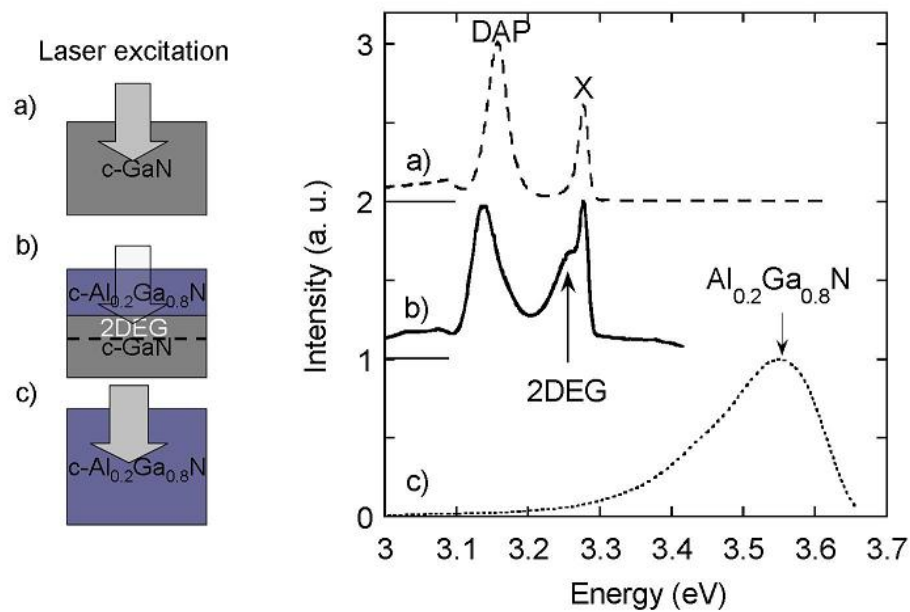 Laser excitation
a)
c-GaN
b)
c-Al0.2Ga0.8N
2DEG
c-GaN
c)
c-Al0.2Ga0.8N
Intensity (a. u.)
3
2
1
0
DAP
X
a)
b)
2DEG
Al0.2Ga0.8N
c)
3 3.1 3.2 3.3 3.4 3.5 3.6 3.7
Energy (eV)